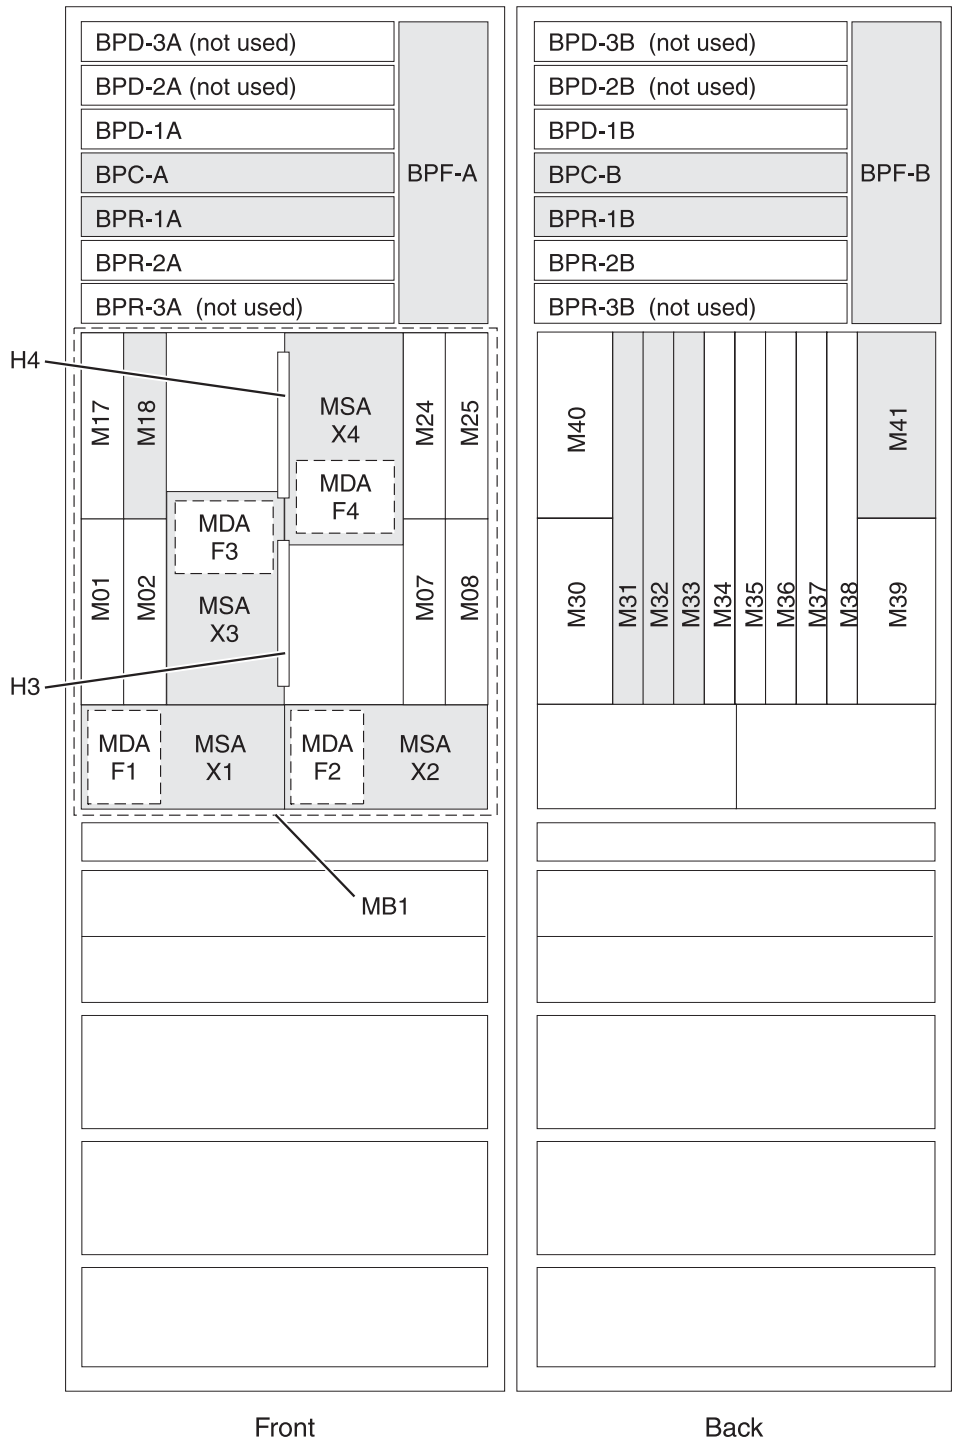 BPD-3A (not used)
BPD-2A (not used)
BPD-1A
BPC-A
BPF-A
BPR-1A
BPR-2A
BPR-3A (not used)
H4
M17
M18
MSA
X4
MDA
F4
M24
M25
MDA
F3
M01
M02
MSA
X3
M07
M08
H3
MDA
F1
MSA
X1
MDA
F2
MSA
X2
MB1
Front
BPD-3B (not used)
BPD-2B (not used)
BPD-1B
BPC-B
BPF-B
BPR-1B
BPR-2B
BPR-3B (not used)
M40
M41
M30
M31
M32
M33
M34
M35
M36
M37
M38
M39
Back